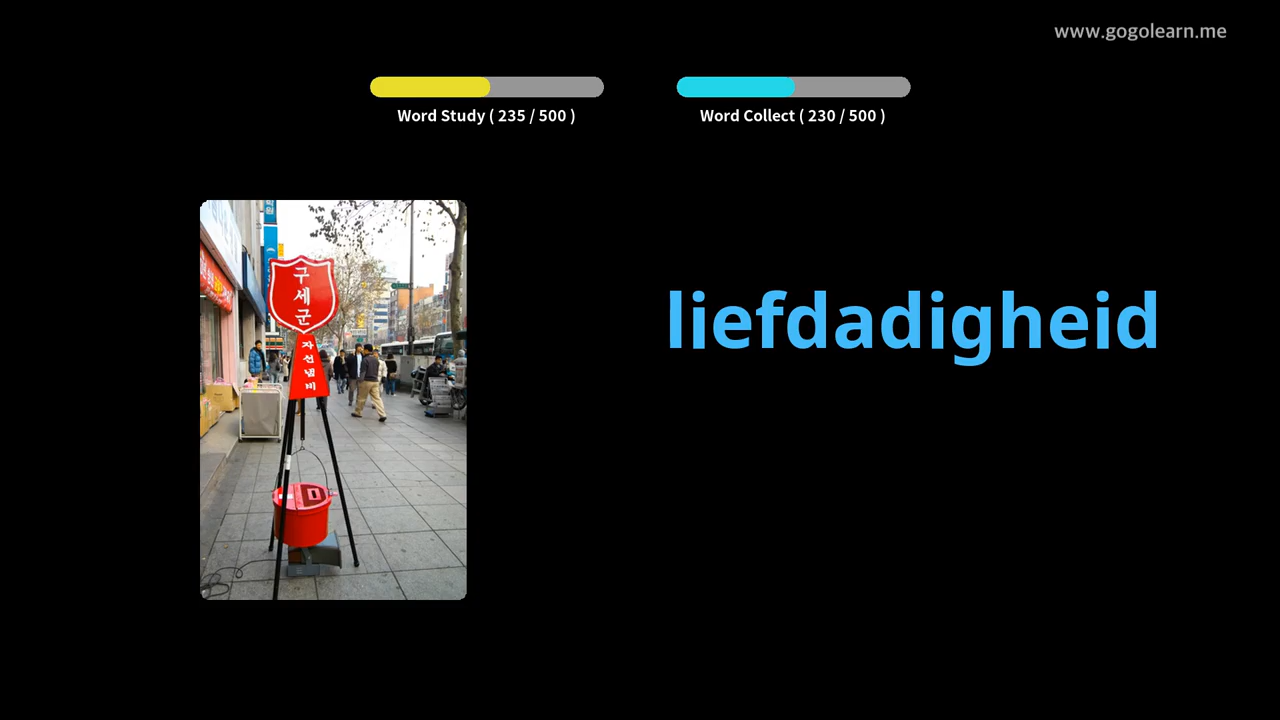 www.gogolearn.me
Word Study ( 235 / 500 )
Word Collect ( 230 / 500 )
liefdadigheid
구세군
자선냄비